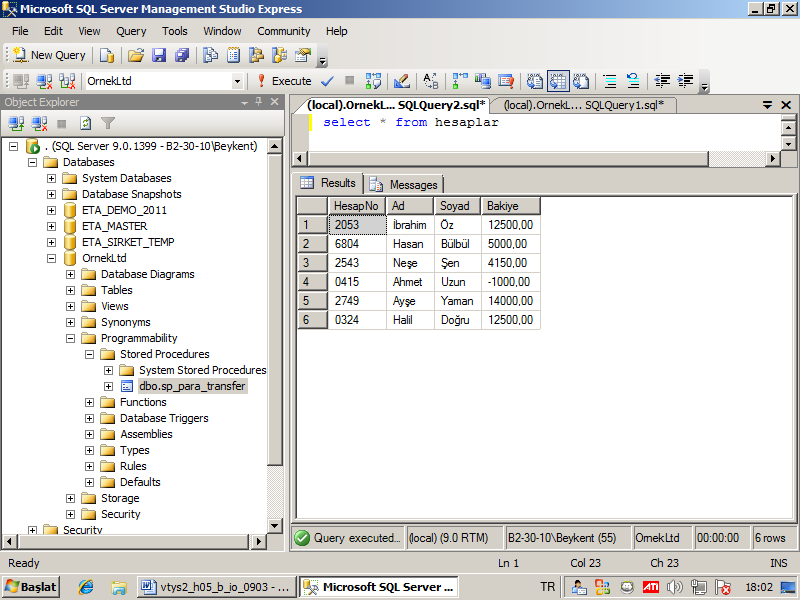 Microsoft SQL Server Management Studio Express
File Edit View Query Tools Window Community Help
New Query
OrnekLtd Execute
Object Explorer
(local).OrnekL... SQLQuery2.sql* (local).OrnekL... SQLQuery1.sql*
select * from hesaplar
. (SQL Server 9.0.1399 - B2-30-10\Beykent)
Databases
System Databases
Database Snapshots
ETA_DEMO_2011
ETA_MASTER
ETA_SIRKET_TEMP
OrnekLtd
Database Diagrams
Tables
Views
Synonyms
Programmability
Stored Procedures
System Stored Procedures
dbo.sp_para_transfer
Functions
Database Triggers
Assemblies
Types
Rules
Defaults
Storage
Security
Security
Results Messages
HesapNo Ad Soyad Bakiye
1 2053 İbrahim Öz 12500,00
2 6804 Hasan Bülbül 5000,00
3 2543 Neşe Şen 4150,00
4 0415 Ahmet Uzun -1000,00
5 2749 Ayşe Yaman 14000,00
6 0324 Halil Doğru 12500,00
Query executed... (local) (9.0 RTM) B2-30-10\Beykent (55) OrnekLtd 00:00:00 6 rows
Ready Ln 1 Col 23 Ch 23 INS
Başlat vtys2_h05_b_io_0903 - ... Microsoft SQL Server ... TR ATI 18:02